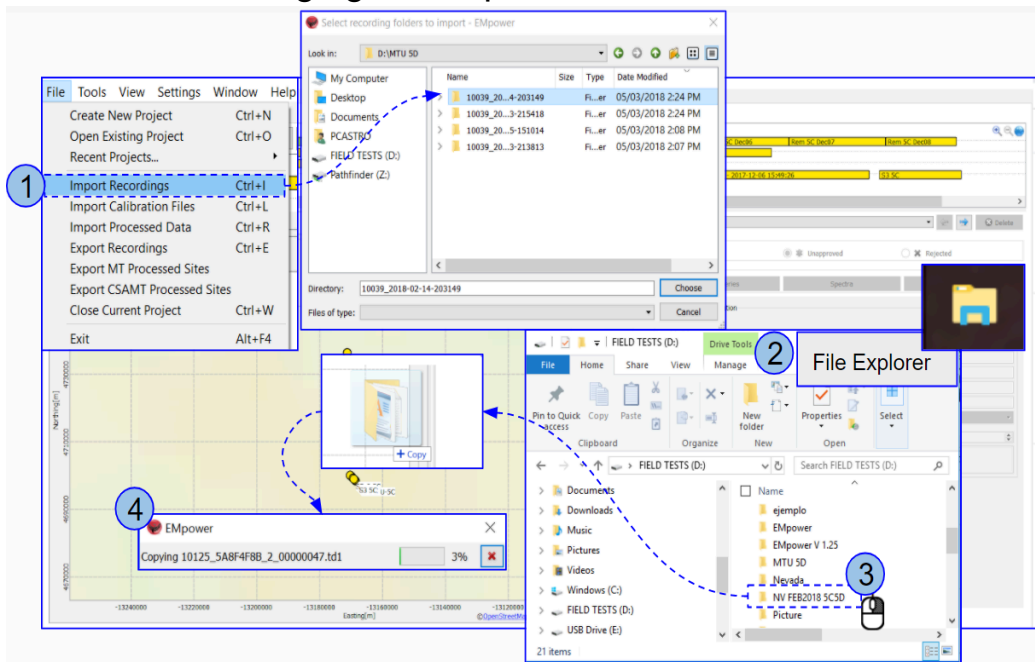 Select recording folders to import - EMpower
Look in:
D:\MTU 5D
My Computer
Desktop
Documents
PCASTRO
FIELD TESTS (D:)
Pathfinder (Z:)
Name Size Type Date Modified
10039_20...4-203149 Fi...er 05/03/2018 2:24 PM
10039_20...3-215418 Fi...er 05/03/2018 2:24 PM
10039_20...5-151014 Fi...er 05/03/2018 2:08 PM
10039_20...3-213813 Fi...er 05/03/2018 2:07 PM
Directory:
10039_2018-02-14-203149
Choose
Files of type:
Cancel
File Tools View Settings Window Help
Create New Project Ctrl+N
Open Existing Project Ctrl+O
Recent Projects...
1
Import Recordings Ctrl+I
Import Calibration Files Ctrl+L
Import Processed Data Ctrl+R
Export Recordings Ctrl+E
Export MT Processed Sites
Export CSAMT Processed Sites
Close Current Project Ctrl+W
Exit Alt+F4
SC Dec06
Rem SC Dec07
Rem SC Dec08
- 2017-12-06 15:49:26
S3 SC
Delete
Unapproved
Rejected
Spectra
2
File Explorer
FIELD TESTS (D:)
Drive Tools
File Home Share View Manage
Pin to Quick access
Copy
Paste
New folder
Properties
Select
Clipboard
Organize
New
Open
FIELD TESTS (D:)
Search FIELD TESTS (D:)
Documents
Downloads
Music
Pictures
Videos
Windows (C:)
FIELD TESTS (D:)
USB Drive (E:)
Name
ejemplo
EMpower
EMpower V 1.25
MTU 5D
Nevada
NV FEB2018 5C5D
Picture
3
21 items
+ Copy
S3 SC
4
EMpower
Copying 10125_5A8F4F8B_2_00000047.td1
3%
Northing[m]
4730000
4710000
4690000
4670000
-13240000
-13220000
-13200000
-13180000
-13160000
-13140000
-13120000
Easting[m]